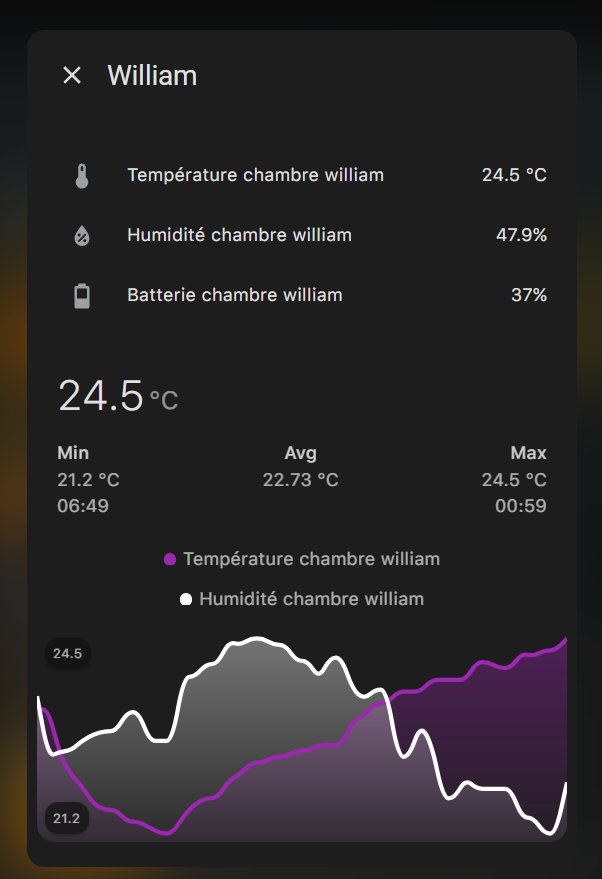 William
Température chambre william 24.5 °C
Humidité chambre william 47.9%
Batterie chambre william 37%
24.5 °C
Min Avg Max
21.2 °C 22.73 °C 24.5 °C
06:49 00:59
Température chambre william
Humidité chambre william
24.5
21.2